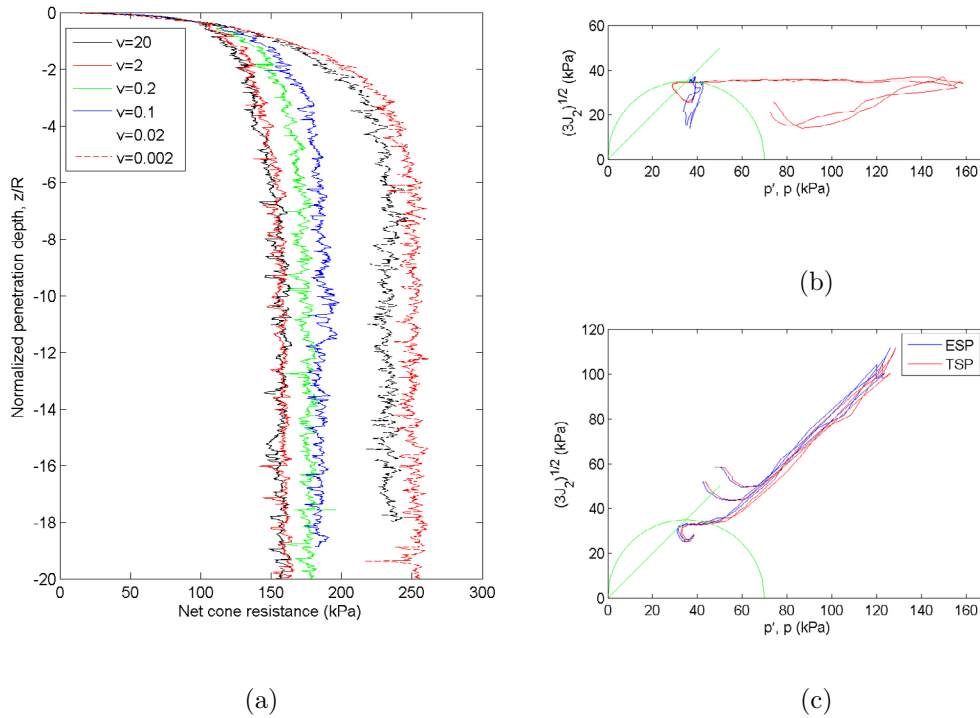 0
-2
-4
-6
-8
-10
-12
-14
-16
-18
-20
0 50 100 150 200 250 300
Normalized penetration depth, z/R
Net cone resistance (kPa)
v=20
v=2
v=0.2
v=0.1
v=0.02
v=0.002
(a)
60
50
40
30
20
10
0
0 20 40 60 80 100 120 140 160
(3J₂)^1/2 (kPa)
p', p (kPa)
(b)
120
100
80
60
40
20
0
0 20 40 60 80 100 120 140 160
(3J₂)^1/2 (kPa)
p', p (kPa)
ESP
TSP
(c)